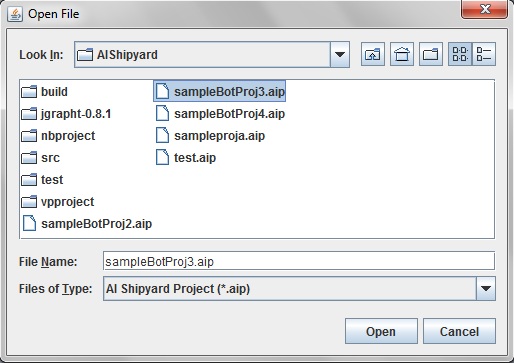 Open File
Look In: AIShipyard
build
jgrapht-0.8.1
nbproject
src
test
vpproject
sampleBotProj2.aip
sampleBotProj3.aip
sampleBotProj4.aip
sampleproja.aip
test.aip
File Name: sampleBotProj3.aip
Files of Type: AI Shipyard Project (*.aip)
Open Cancel